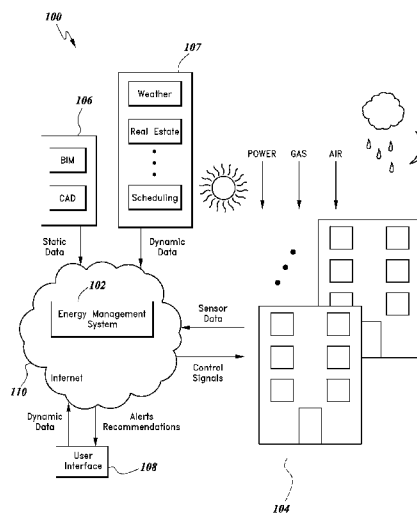 100
107
106
Weather
Real Estate
Scheduling
BIM
CAD
POWER
GAS
AIR
Static
Data
Dynamic
Data
102
Energy Management
System
Sensor
Data
Control
Signals
110
Internet
Dynamic
Data
Alerts
Recommendations
User
Interface
108
104